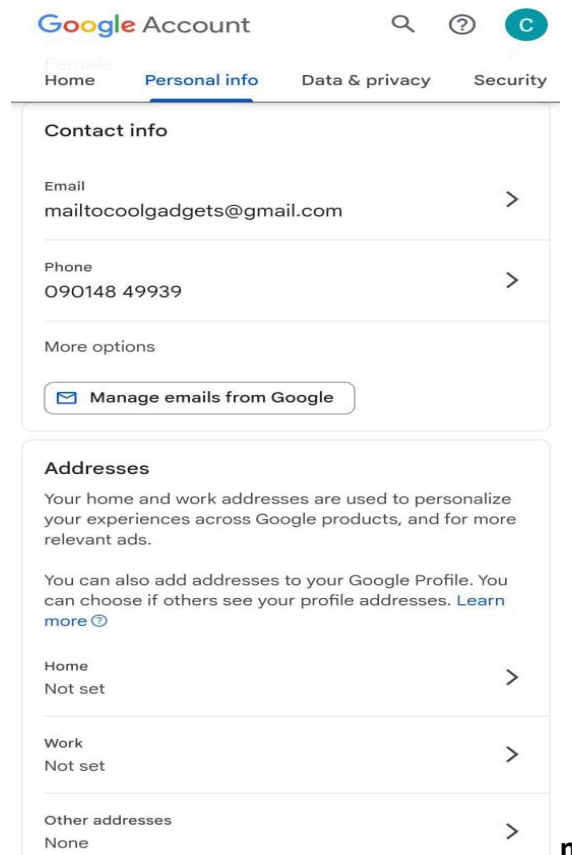 Google Account
C
Female
Home Personal info Data & privacy Security
Contact info
Email
mailtocoolgadgets@gmail.com
Phone
090148 49939
More options
Manage emails from Google
Addresses
Your home and work addresses are used to personalize
your experiences across Google products, and for more
relevant ads.
You can also add addresses to your Google Profile. You
can choose if others see your profile addresses. Learn
more
Home
Not set
Work
Not set
Other addresses
None